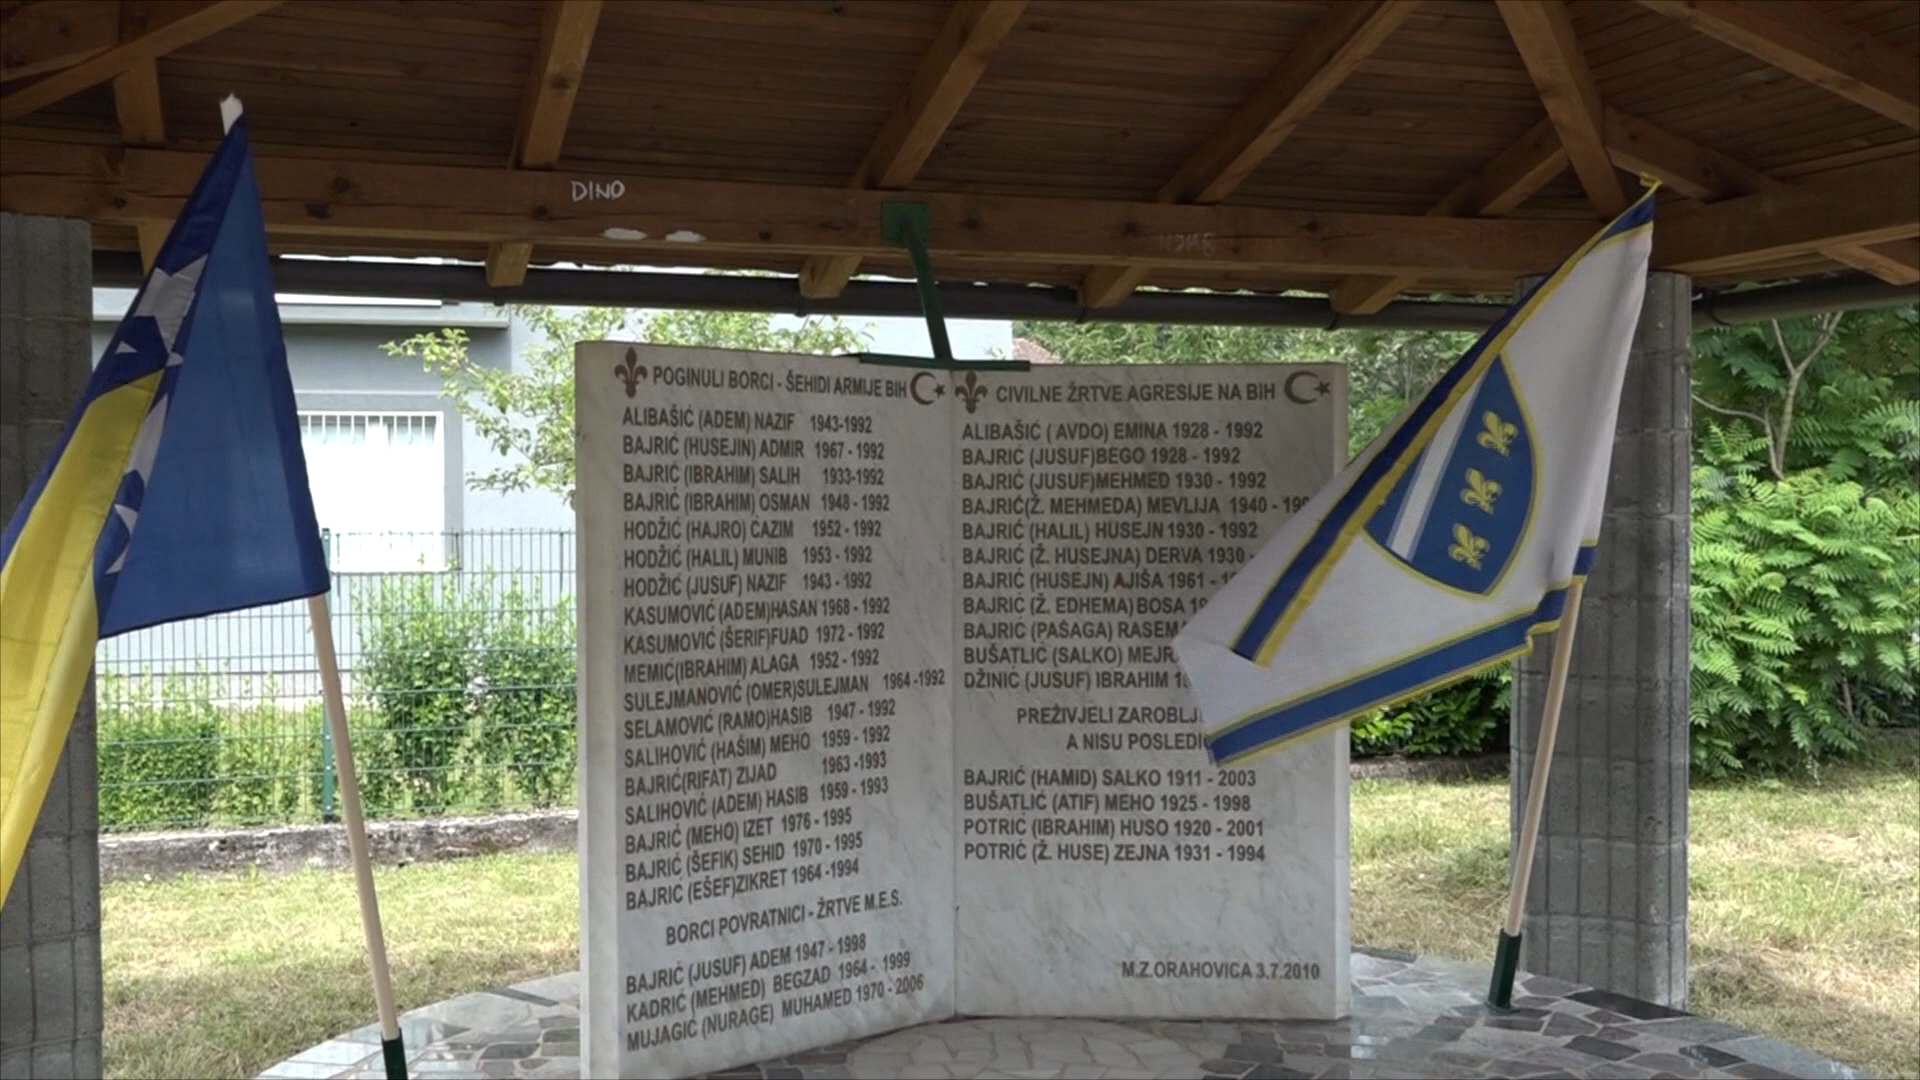 DINO
POGINULI BORCI - ŠEHIDI ARMIJE BIH
ALIBAŠIĆ (ADEM) NAZIF 1943-1992
BAJRIĆ (HUSEJIN) ADMIR 1967 - 1992
BAJRIĆ (IBRAHIM) SALIH 1933-1992
BAJRIĆ (IBRAHIM) OSMAN 1948 - 1992
HODŽIĆ (HAJRO) ĆAZIM 1952 - 1992
HODŽIĆ (HALIL) MUNIB 1953 - 1992
HODŽIĆ (JUSUF) NAZIF 1943 - 1992
KASUMOVIĆ (ADEM)HASAN 1968 - 1992
KASUMOVIĆ (ŠERIF)FUAD 1972 - 1992
MEMIĆ(IBRAHIM) ALAGA 1952 - 1992
SULEJMANOVIĆ (OMER)SULEJMAN 1964 -1992
SELAMOVIĆ (RAMO)HASIB 1947 - 1992
SALIHOVIĆ (HAŠIM) MEHO 1959 - 1992
BAJRIĆ(RIFAT) ZIJAD 1963 -1993
SALIHOVIĆ (ADEM) HASIB 1959 - 1993
BAJRIĆ (MEHO) IZET 1976 - 1995
BAJRIĆ (ŠEFIK) SEHID 1970 - 1995
BAJRIĆ (EŠEF)ZIKRET 1964 -1994
BORCI POVRATNICI - ŽRTVE M.E.S.
BAJRIĆ (JUSUF) ADEM 1947 - 1998
KADRIĆ (MEHMED) BEGZAD 1964 - 1999
MUJAGIĆ (NURAGE) MUHAMED 1970 - 2006
CIVILNE ŽRTVE AGRESIJE NA BIH
ALIBAŠIĆ ( AVDO) EMINA 1928 - 1992
BAJRIĆ (JUSUF)BEGO 1928 - 1992
BAJRIĆ (JUSUF)MEHMED 1930 - 1992
BAJRIĆ(Ž. MEHMEDA) MEVLIJA 1940 -
BAJRIĆ (HALIL) HUSEJN 1930 - 1992
BAJRIĆ (Ž. HUSEJNA) DERVA 1930 -
BAJRIĆ (HUSEJN) AJIŠA 1961 -
BAJRIĆ (Ž. EDHEMA) BOSA
BAJRIĆ (PAŠAGA)
BUŠATLIĆ (SALKO)
DŽINIĆ (JUSUF) IBRAHIM
PREŽIVJELI
A NISU
BAJRIĆ (HAMID) SALKO 1911 - 2003
BUŠATLIĆ (ATIF) MEHO 1925 - 1998
POTRIĆ (IBRAHIM) HUSO 1920 - 2001
POTRIĆ (Ž. HUSE) ZEJNA 1931 - 1994
M.Z.ORAHOVICA 3.7.2010